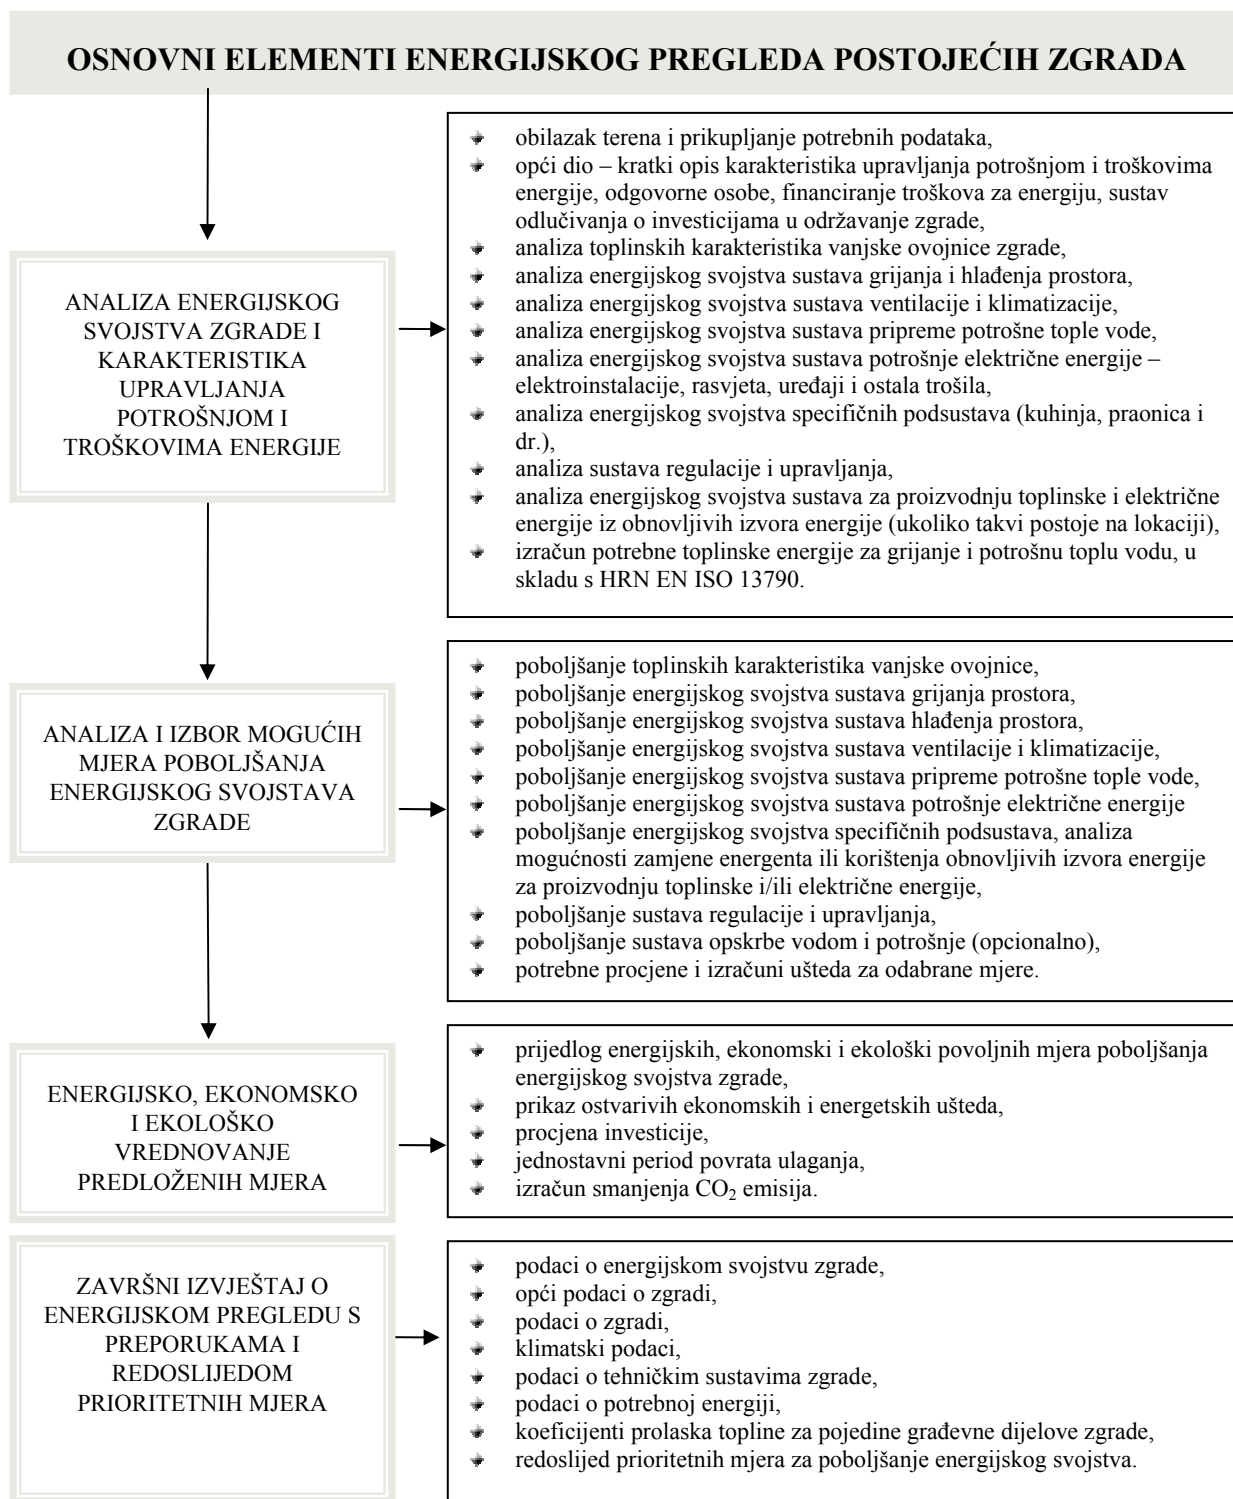 OSNOVNI ELEMENTI ENERGIJSKOG PREGLEDA POSTOJEĆIH ZGRADA
ANALIZA ENERGIJSKOG
SVOJSTVA ZGRADE I
KARAKTERISTIKA
UPRAVLJANJA
POTROŠNJOM I
TROŠKOVIMA ENERGIJE
obilazak terena i prikupljanje potrebnih podataka,
opći dio – kratki opis karakteristika upravljanja potrošnjom i troškovima
energije, odgovorne osobe, financiranje troškova za energiju, sustav
odlučivanja o investicijama u održavanje zgrade,
analiza toplinskih karakteristika vanjske ovojnice zgrade,
analiza energijskog svojstva sustava grijanja i hlađenja prostora,
analiza energijskog svojstva sustava ventilacije i klimatizacije,
analiza energijskog svojstva sustava pripreme potrošne tople vode,
analiza energijskog svojstva sustava potrošnje električne energije –
elektroinstalacije, rasvjeta, uređaji i ostala trošila,
analiza energijskog svojstva specifičnih podsustava (kuhinja, praonica i
dr.),
analiza sustava regulacije i upravljanja,
analiza energijskog svojstva sustava za proizvodnju toplinske i električne
energije iz obnovljivih izvora energije (ukoliko takvi postoje na lokaciji),
izračun potrebne toplinske energije za grijanje i potrošnu toplu vodu, u
skladu s HRN EN ISO 13790.
ANALIZA I IZBOR MOGUĆIH
MJERA POBOLJŠANJA
ENERGIJSKOG SVOJSTAVA
ZGRADE
poboljšanje toplinskih karakteristika vanjske ovojnice,
poboljšanje energijskog svojstva sustava grijanja prostora,
poboljšanje energijskog svojstva sustava hlađenja prostora,
poboljšanje energijskog svojstva sustava ventilacije i klimatizacije,
poboljšanje energijskog svojstva sustava pripreme potrošne tople vode,
poboljšanje energijskog svojstva sustava potrošnje električne energije
poboljšanje energijskog svojstva specifičnih podsustava, analiza
mogućnosti zamjene energenta ili korištenja obnovljivih izvora energije
za proizvodnju toplinske i/ili električne energije,
poboljšanje sustava regulacije i upravljanja,
poboljšanje sustava opskrbe vodom i potrošnje (opcionalno),
potrebne procjene i izračuni ušteda za odabrane mjere.
ENERGIJSKO, EKONOMSKO
I EKOLOŠKO
VREDNOVANJE
PREDLOŽENIH MJERA
prijedlog energijskih, ekonomski i ekološki povoljnih mjera poboljšanja
energijskog svojstva zgrade,
prikaz ostvarivih ekonomskih i energetskih ušteda,
procjena investicije,
jednostavni period povrata ulaganja,
izračun smanjenja CO₂ emisija.
ZAVRŠNI IZVJEŠTAJ O
ENERGIJSKOM PREGLEDU S
PREPORUKAMA I
REDOSLIJEDOM
PRIORITETNIH MJERA
podaci o energijskom svojstvu zgrade,
opći podaci o zgradi,
podaci o zgradi,
klimatski podaci,
podaci o tehničkim sustavima zgrade,
podaci o potrebnoj energiji,
koeficijenti prolaska topline za pojedine građevne dijelove zgrade,
redoslijed prioritetnih mjera za poboljšanje energijskog svojstva.